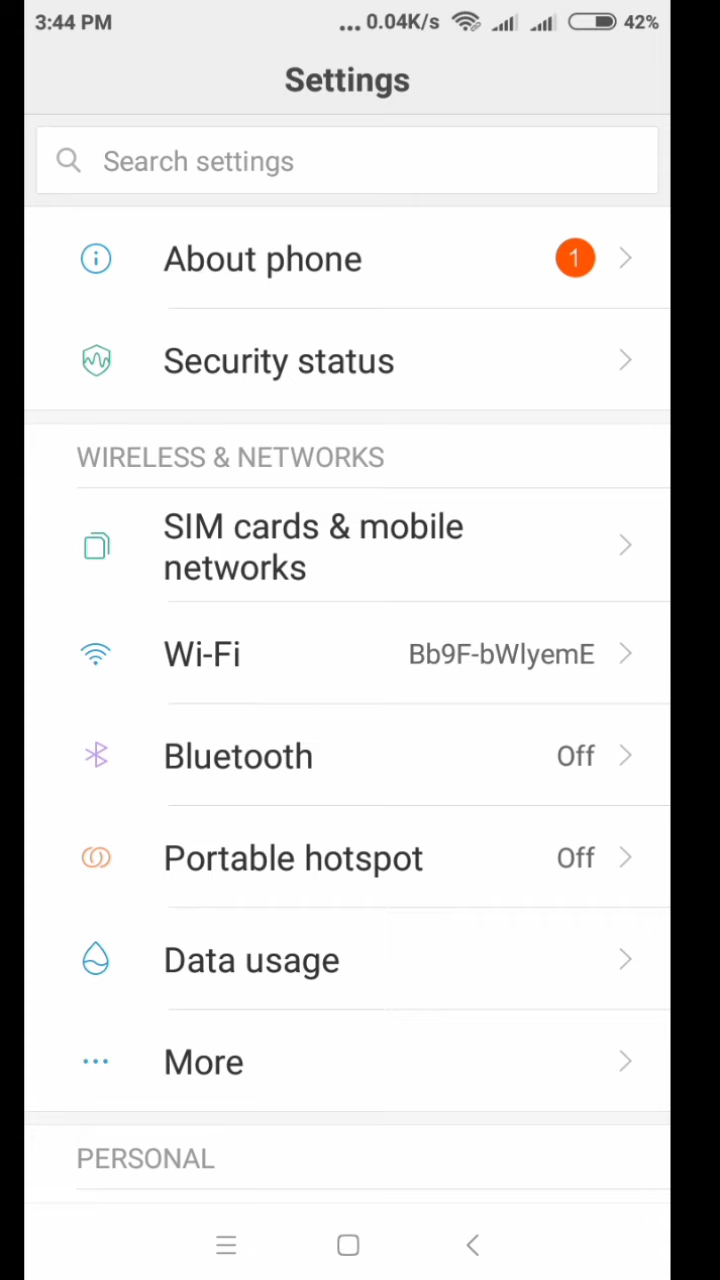 3:44 PM ... 0.04K/s 42%
Settings
Search settings
About phone 1
Security status
WIRELESS & NETWORKS
SIM cards & mobile
networks
Wi-Fi Bb9F-bWlyemE
Bluetooth Off
Portable hotspot Off
Data usage
More
PERSONAL